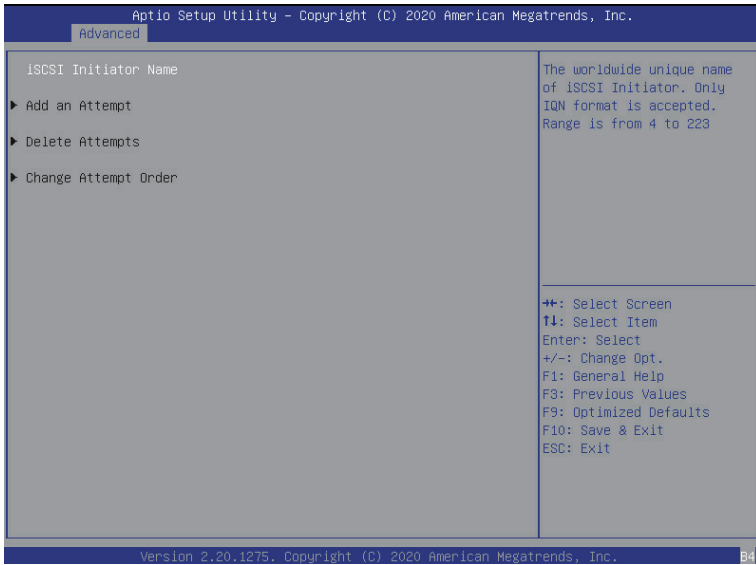 Aptio Setup Utility – Copyright (C) 2020 American Megatrends, Inc.
Advanced
iSCSI Initiator Name
▶ Add an Attempt
▶ Delete Attempts
▶ Change Attempt Order
The worldwide unique name
of iSCSI Initiator. Only
IQN format is accepted.
Range is from 4 to 223
→←: Select Screen
↑↓: Select Item
Enter: Select
+/-: Change Opt.
F1: General Help
F3: Previous Values
F9: Optimized Defaults
F10: Save & Exit
ESC: Exit
Version 2.20.1275. Copyright (C) 2020 American Megatrends, Inc.
B4